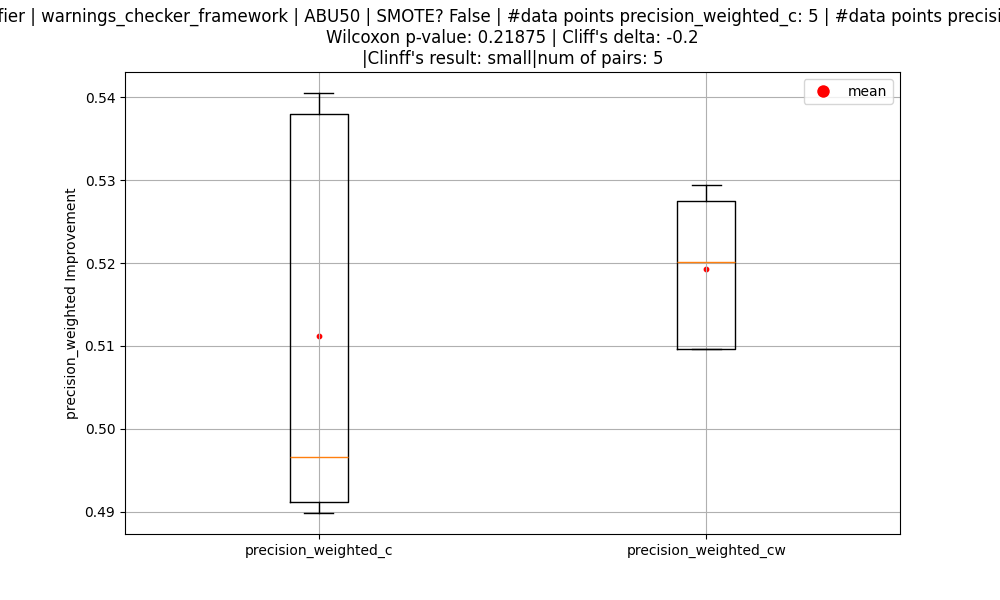 | warnings_checker_framework | ABU50 | SMOTE? False | #data points precision_weighted_c: 5 | #data points
Wilcoxon p-value: 0.21875 | Cliff's delta: -0.2
|Clinff's result: small|num of pairs: 5
mean
0.54
0.53
0.52
0.51
0.50
0.49
precision_weighted Improvement
precision_weighted_c
precision_weighted_cw